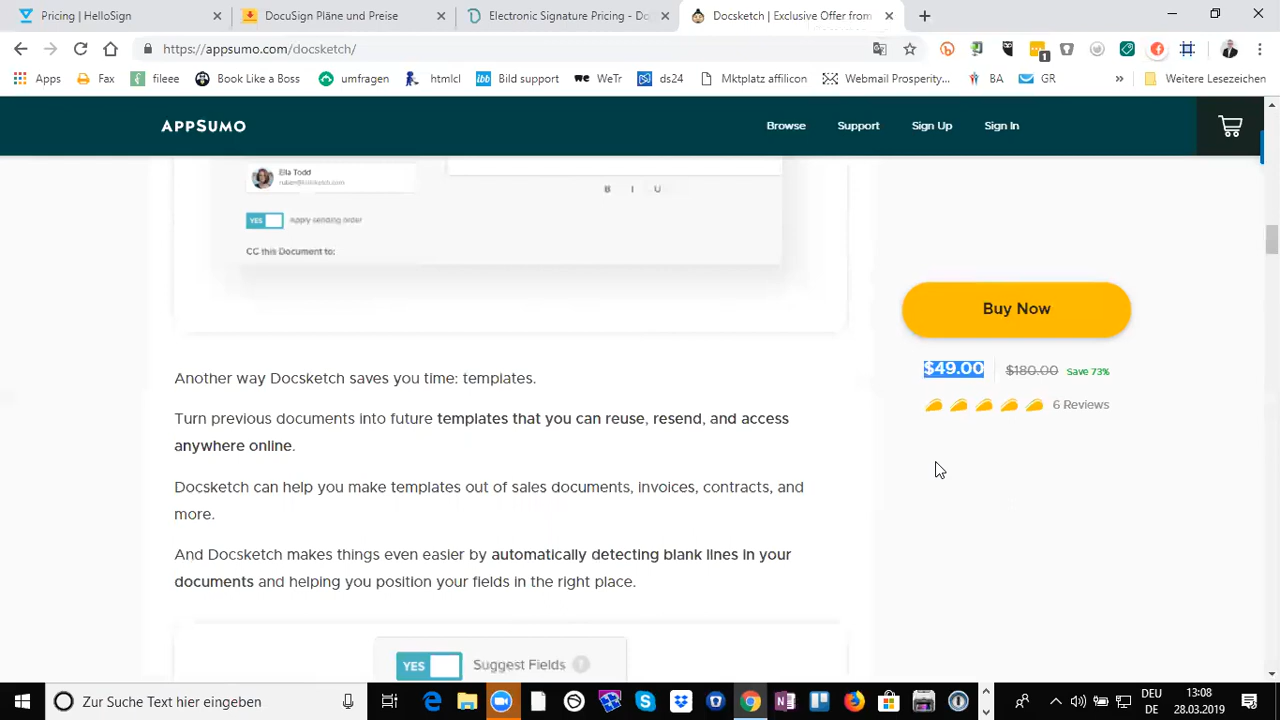 Pricing | HelloSign
DocuSign Pläne und Preise
Electronic Signature Pricing - Do
Docsketch | Exclusive Offer from
https://appsumo.com/docsketch/
1
Apps
Fax
fileee
Book Like a Boss
umfragen
htmlcl
ibb
Bild support
WeTr
ds24
Mktplatz affilicon
Webmail Prosperity...
BA
GR
»
Weitere Lesezeichen
APPSUMO
Browse
Support
Sign Up
Sign In
Ella Todd
B I U
YES Apply sending order
CC this Document to:
Buy Now
$49.00
$180.00
Save 73%
6 Reviews
Another way Docsketch saves you time: templates.
Turn previous documents into future templates that you can reuse, resend, and access
anywhere online.
Docsketch can help you make templates out of sales documents, invoices, contracts, and
more.
And Docsketch makes things even easier by automatically detecting blank lines in your
documents and helping you position your fields in the right place.
YES Suggest Fields ?
Zur Suche Text hier eingeben
DEU
DE
13:08
28.03.2019